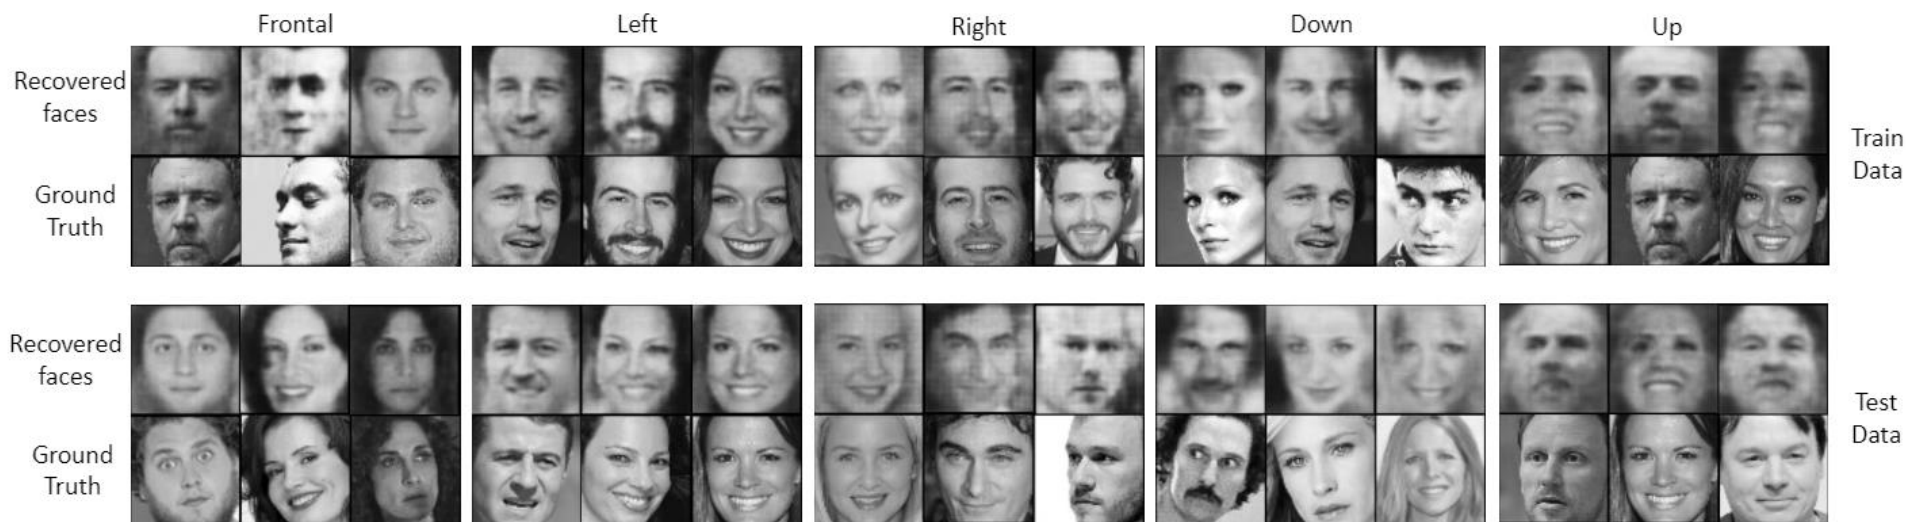 Frontal
Left
Right
Down
Up
Recovered
faces
Ground
Truth
Train
Data
Recovered
faces
Ground
Truth
Test
Data